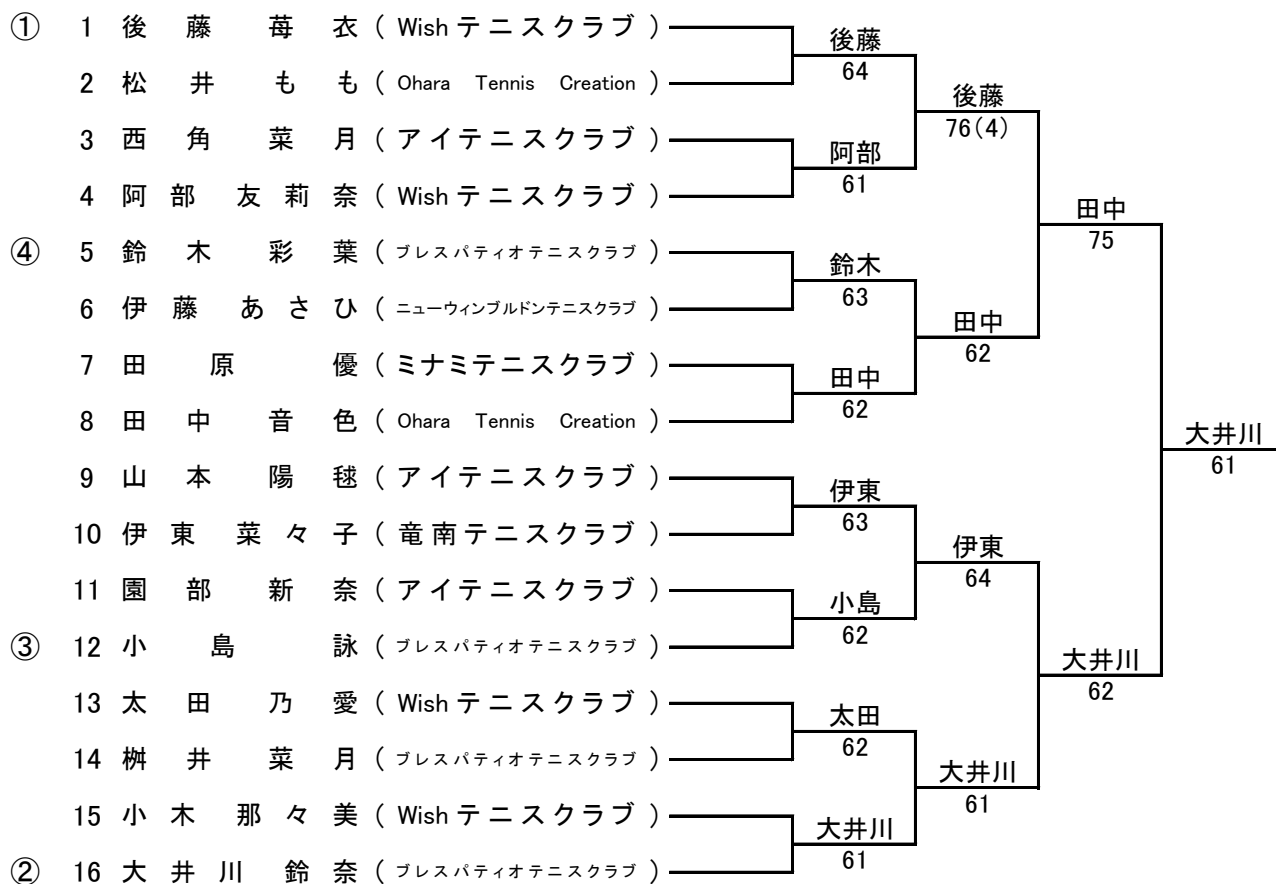 ① 1 後藤苺衣 ( Wish テニスクラブ )
2 松井もも ( Ohara Tennis Creation )
3 西角菜月 ( アイテニスクラブ )
4 阿部友莉奈 ( Wish テニスクラブ )
④ 5 鈴木彩葉 ( ブレスパティオテニスクラブ )
6 伊藤あさひ ( ニューウィンブルドンテニスクラブ )
7 田原優 ( ミナミテニスクラブ )
8 田中音色 ( Ohara Tennis Creation )
9 山本陽毬 ( アイテニスクラブ )
10 伊東菜々子 ( 竜南テニスクラブ )
11 園部新奈 ( アイテニスクラブ )
③ 12 小島詠 ( ブレスパティオテニスクラブ )
13 太田乃愛 ( Wish テニスクラブ )
14 桝井菜月 ( ブレスパティオテニスクラブ )
15 小木那々美 ( Wish テニスクラブ )
② 16 大井川鈴奈 ( ブレスパティオテニスクラブ )
後藤
64
阿部
61
鈴木
63
田中
62
伊東
63
小島
62
太田
62
大井川
61
後藤
76(4)
田中
62
伊東
64
大井川
61
田中
75
大井川
62
大井川
61